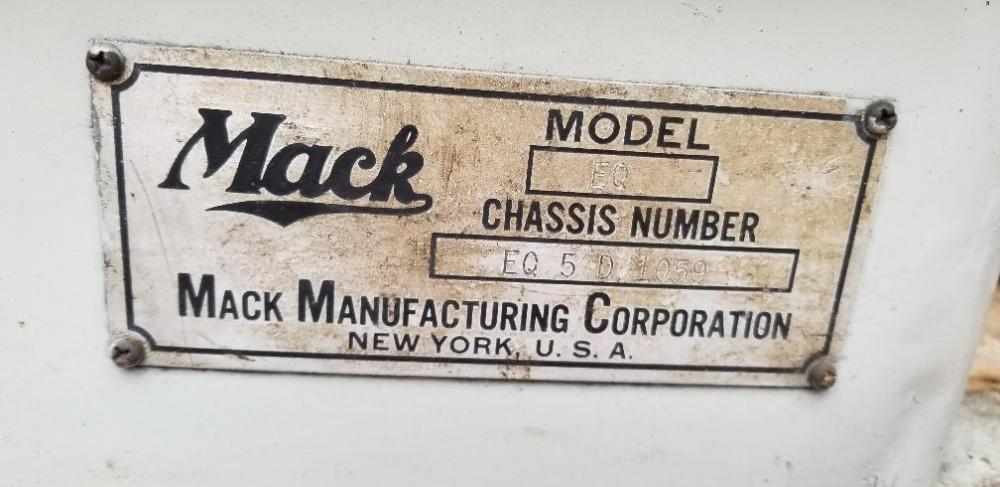 Mack
MODEL
EQ
CHASSIS NUMBER
EQ 5 D 1059
MACK MANUFACTURING CORPORATION
NEW YORK, U. S. A.